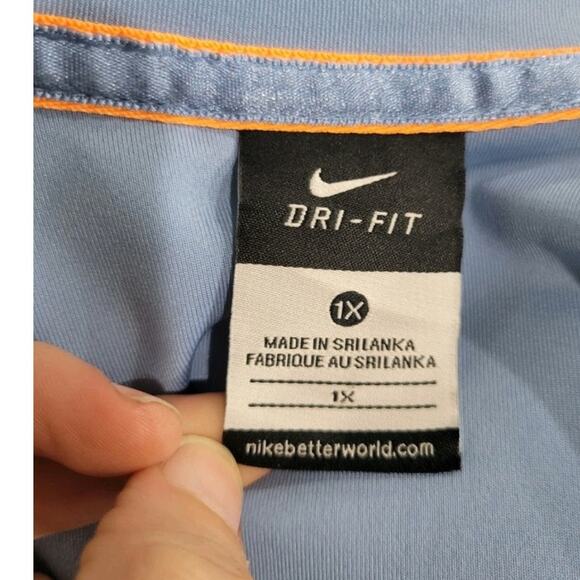 DRI-FIT
1X
MADE IN SRILANKA
FABRIQUE AU SRILANKA
1X
nikebetterworld.com